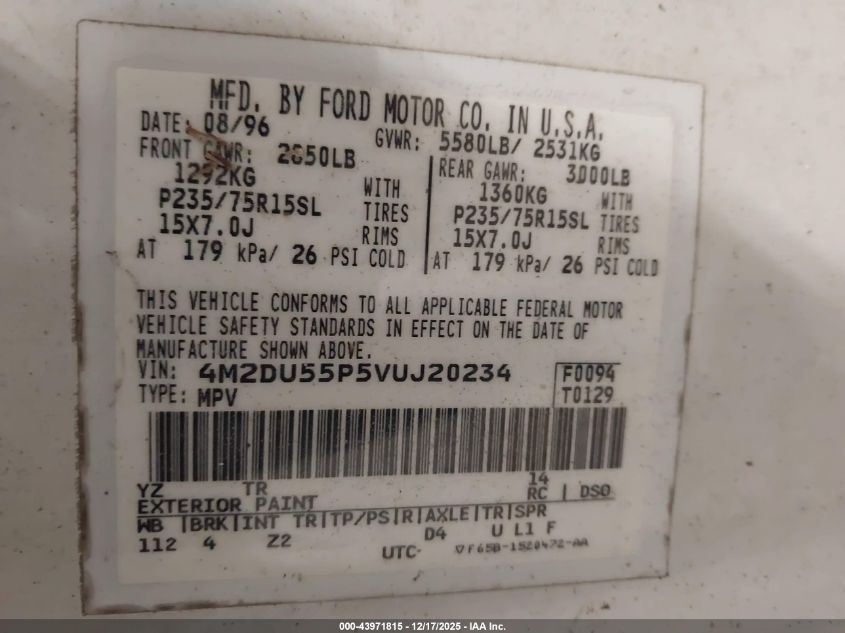 MFD. BY FORD MOTOR CO. IN U.S.A.
DATE: 08/96 GVWR: 5580LB/ 2531KG
FRONT GAWR: 2850LB REAR GAWR: 3000LB
1292KG WITH 1360KG WITH
P235/75R15SL TIRES P235/75R15SL TIRES
15X7.0J RIMS 15X7.0J RIMS
AT 179 kPa/ 26 PSI COLD AT 179 kPa/ 26 PSI COLD
THIS VEHICLE CONFORMS TO ALL APPLICABLE FEDERAL MOTOR
VEHICLE SAFETY STANDARDS IN EFFECT ON THE DATE OF
MANUFACTURE SHOWN ABOVE.
VIN: 4M2DU55P5VUJ20234 F0094
TYPE: MPV T0129
YZ TR 14
EXTERIOR PAINT RC DSO
WB BRK INT TR TP/PS R AXLE TR SPR
112 4 Z2 D4 U L1 F
UTC F65B-1520472-AA
000-43971815 - 12/17/2025 - IAA Inc.